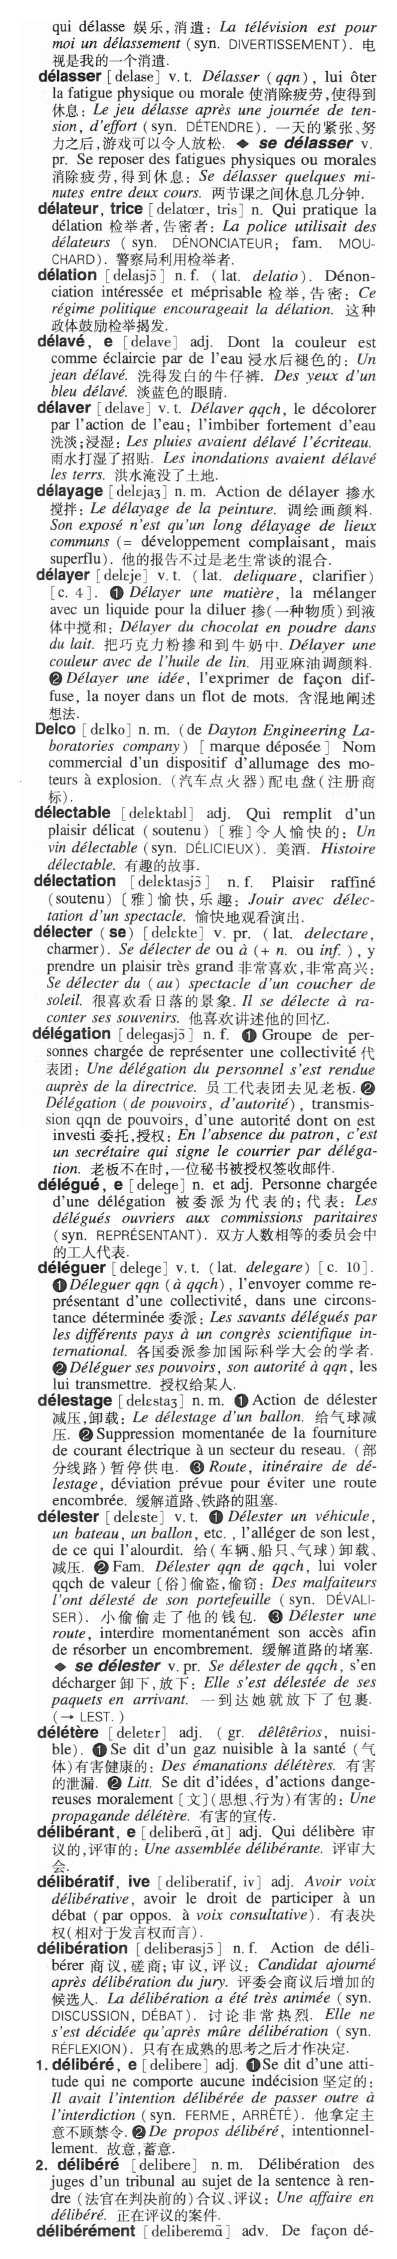 qui délasse 娱乐,消遣: La télévision est pour
moi un délassement (syn. DIVERTISSEMENT). 电
视是我的一个消遣.
délasser [delase] v. t. Délasser (qqn), lui ôter
la fatigue physique ou morale 使消除疲劳,使得到
休息: Le jeu délasse après une journée de ten-
sion, d'effort (syn. DÉTENDRE). 一天的紧张、努
力之后,游戏可以令人放松. ◆ se délasser v.
pr. Se reposer des fatigues physiques ou morales
消除疲劳,得到休息: Se délasser quelques mi-
nutes entre deux cours. 两节课之间休息几分钟.
délateur, trice [delatœr, tris] n. Qui pratique la
délation 检举者,告密者: La police utilisait des
délateurs (syn. DÉNONCIATEUR; fam. MOU-
CHARD). 警察局利用检举者.
délation [delasjɔ̃] n. f. (lat. delatio). Dénon-
ciation intéressée et méprisable 检举,告密: Ce
régime politique encourageait la délation. 这种
政体鼓励检举揭发.
délavé, e [delave] adj. Dont la couleur est
comme éclaircie par de l'eau 浸水后褪色的: Un
jean délavé. 洗得发白的牛仔裤. Des yeux d'un
bleu délavé. 淡蓝色的眼睛.
délaver [delave] v. t. Délaver qqch, le décolorer
par l'action de l'eau; l'imbiber fortement d'eau
洗淡;浸湿: Les pluies avaient délavé l'écriteau.
雨水打湿了招贴. Les inondations avaient délavé
les terrs. 洪水淹没了土地.
délayage [delɛjaʒ] n. m. Action de délayer 掺水
搅拌: Le délayage de la peinture. 调绘画颜料.
Son exposé n'est qu'un long délayage de lieux
communs (= développement complaisant, mais
superflu). 他的报告不过是老生常谈的混合.
délayer [delɛje] v. t. (lat. deliquare, clarifier)
[c. 4]. ❶ Délayer une matière, la mélanger
avec un liquide pour la diluer 掺(一种物质)到液
体中搅和: Délayer du chocolat en poudre dans
du lait. 把巧克力粉掺和到牛奶中. Délayer une
couleur avec de l'huile de lin. 用亚麻油调颜料.
❷ Délayer une idée, l'exprimer de façon dif-
fuse, la noyer dans un flot de mots. 含混地阐述
想法.
Delco [dɛlko] n. m. (de Dayton Engineering La-
boratories company) [marque déposée] Nom
commercial d'un dispositif d'allumage des mo-
teurs à explosion. (汽车点火器)配电盘(注册商
标).
délectable [delɛktabl] adj. Qui remplit d'un
plaisir délicat (soutenu) 〔雅〕令人愉快的: Un
vin délectable (syn. DÉLICIEUX). 美酒. Histoire
délectable. 有趣的故事.
délectation [delɛktasjɔ̃] n. f. Plaisir raffiné
(soutenu) 〔雅〕愉快,乐趣: Jouir avec délec-
tation d'un spectacle. 愉快地观看演出.
délecter (se) [delɛkte] v. pr. (lat. delectare,
charmer). Se délecter de ou à (+ n. ou inf.), y
prendre un plaisir très grand 非常喜欢,非常高兴:
Se délecter du (au) spectacle d'un coucher de
soleil. 很喜欢看日落的景象. Il se délecte à ra-
conter ses souvenirs. 他喜欢讲述他的回忆.
délégation [delegasjɔ̃] n. f. ❶ Groupe de per-
sonnes chargée de représenter une collectivité 代
表团: Une délégation du personnel s'est rendue
auprès de la directrice. 员工代表团去见老板. ❷
Délégation (de pouvoirs, d'autorité), transmis-
sion qqn de pouvoirs, d'une autorité dont on est
investi 委托,授权: En l'absence du patron, c'est
un secrétaire qui signe le courrier par déléga-
tion. 老板不在时,一位秘书被授权签收邮件.
délégué, e [delege] n. et adj. Personne chargée
d'une délégation 被委派为代表的;代表: Les
délégués ouvriers aux commissions paritaires
(syn. REPRÉSENTANT). 双方人数相等的委员会中
的工人代表.
déléguer [delege] v. t. (lat. delegare) [c. 10].
❶ Déleguer qqn (à qqch), l'envoyer comme re-
présentant d'une collectivité, dans une circons-
tance déterminée 委派: Les savants délégués par
les différents pays à un congrès scientifique in-
ternational. 各国委派参加国际科学大会的学者.
❷ Déléguer ses pouvoirs, son autorité à qqn, les
lui transmettre. 授权给某人.
délestage [delɛstaʒ] n. m. ❶ Action de délester
减压,卸载: Le délestage d'un ballon. 给气球减
压. ❷ Suppression momentanée de la fourniture
de courant électrique à un secteur du reseau. (部
分线路)暂停供电. ❸ Route, itinéraire de dé-
lestage, déviation prévue pour éviter une route
encombrée. 缓解道路、铁路的阻塞.
délester [delɛste] v. t. ❶ Délester un véhicule,
un bateau, un ballon, etc., l'alléger de son lest,
de ce qui l'alourdit. 给(车辆、船只、气球)卸载、
减压. ❷ Fam. Délester qqn de qqch, lui voler
qqch de valeur 〔俗〕偷盗,偷窃: Des malfaiteurs
l'ont délesté de son portefeuille (syn. DÉVALI-
SER). 小偷偷走了他的钱包. ❸ Délester une
route, interdire momentanément son accès afin
de résorber un encombrement. 缓解道路的堵塞.
◆ se délester v. pr. Se délester de qqch, s'en
décharger 卸下,放下: Elle s'est délestée de ses
paquets en arrivant. 一到达她就放下了包裹.
(→ LEST.)
délétère [deletɛr] adj. (gr. dêlêtêrios, nuisi-
ble). ❶ Se dit d'un gaz nuisible à la santé (气
体)有害健康的: Des émanations délétères. 有害
的泄漏. ❷ Litt. Se dit d'idées, d'actions dange-
reuses moralement 〔文〕(思想、行为)有害的: Une
propagande délétère. 有害的宣传.
délibérant, e [deliberɑ̃, ɑ̃t] adj. Qui délibère 审
议的,评审的: Une assemblée délibérante. 评审大
会.
délibératif, ive [deliberatif, iv] adj. Avoir voix
délibérative, avoir le droit de participer à un
débat (par oppos. à voix consultative). 有表决
权(相对于发言权而言).
délibération [deliberasjɔ̃] n. f. Action de déli-
bérer 商议,磋商;审议,评议: Candidat ajourné
après délibération du jury. 评委会商议后增加的
候选人. La délibération a été très animée (syn.
DISCUSSION, DÉBAT). 讨论非常热烈. Elle ne
s'est décidée qu'après mûre délibération (syn.
RÉFLEXION). 只有在成熟的思考之后才作决定.
1. délibéré, e [delibere] adj. ❶ Se dit d'une atti-
tude qui ne comporte aucune indécision 坚定的:
Il avait l'intention délibérée de passer outre à
l'interdiction (syn. FERME, ARRÊTÉ). 他拿定主
意不顾禁令. ❷ De propos délibéré, intentionnel-
lement. 故意,蓄意.
2. délibéré [delibere] n. m. Délibération des
juges d'un tribunal au sujet de la sentence à ren-
dre (法官在判决前的)合议、评议: Une affaire en
délibéré. 正在评议的案件.
délibérément [deliberemɑ̃] adv. De façon dé-